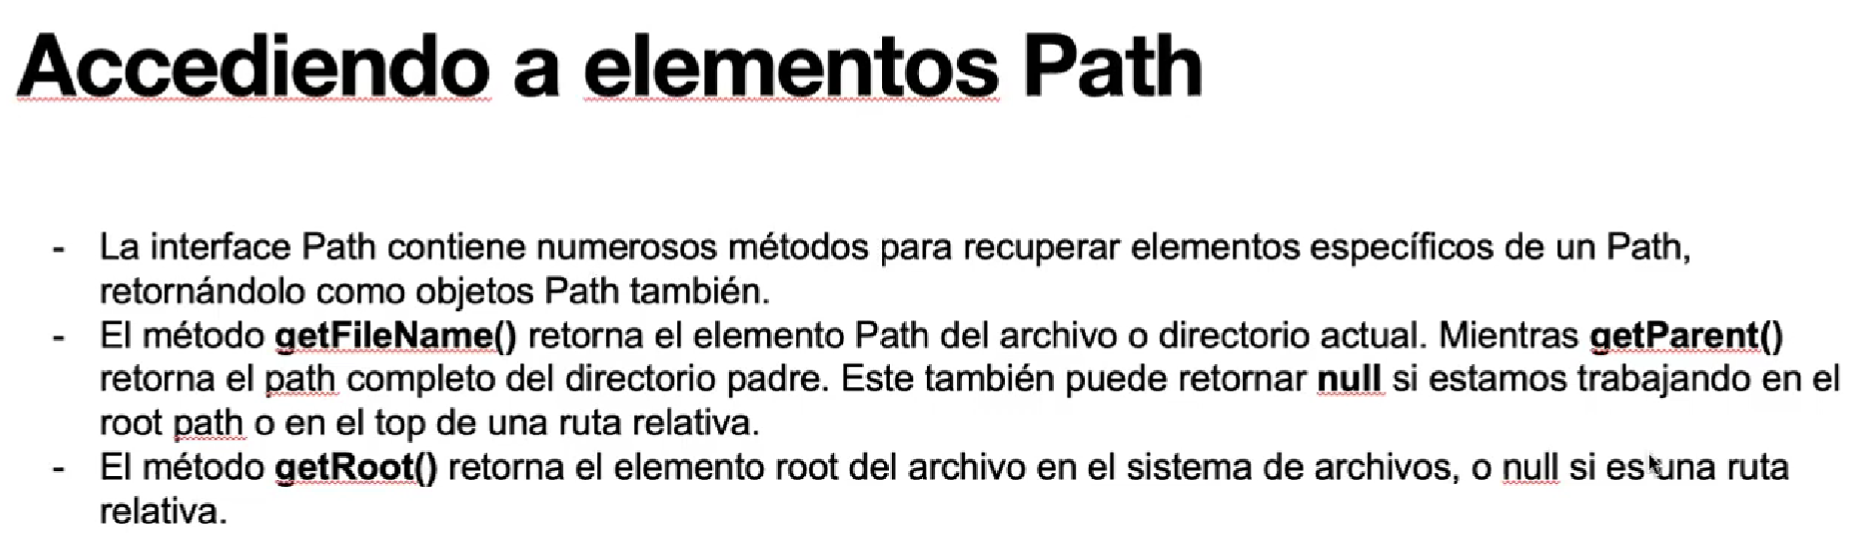 Accediendo a elementos Path
- La interface Path contiene numerosos métodos para recuperar elementos específicos de un Path,
retornándolo como objetos Path también.
- El método getFileName() retorna el elemento Path del archivo o directorio actual. Mientras getParent()
retorna el path completo del directorio padre. Este también puede retornar null si estamos trabajando en el
root path o en el top de una ruta relativa.
- El método getRoot() retorna el elemento root del archivo en el sistema de archivos, o null si es una ruta
relativa.